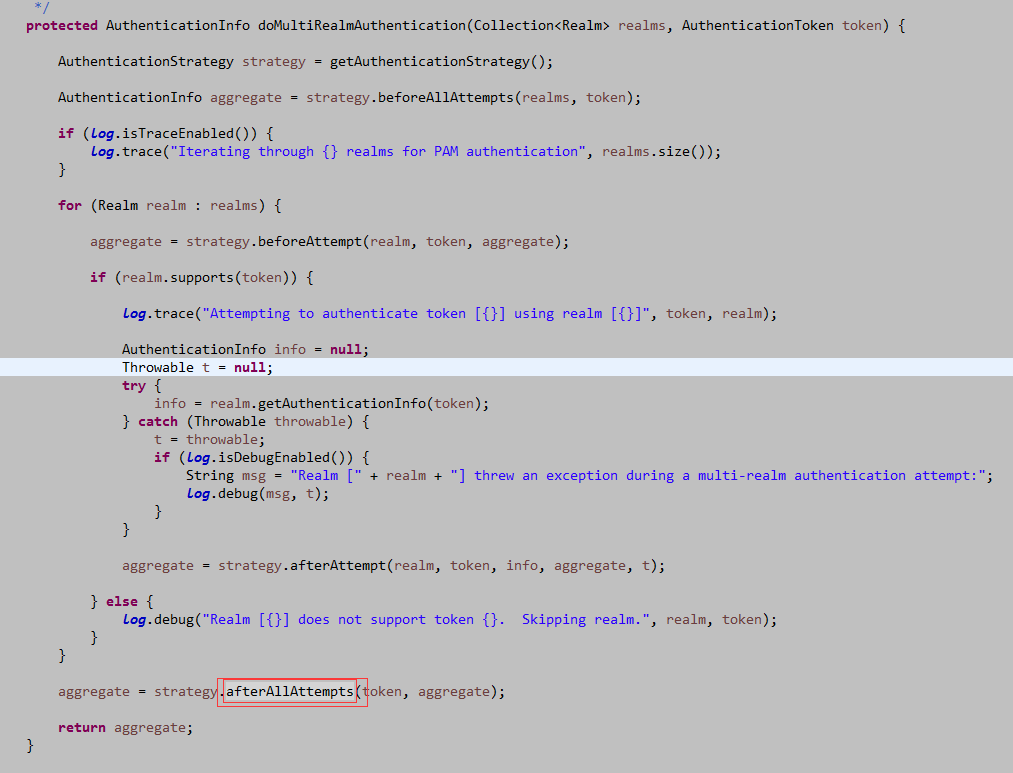 */
protected AuthenticationInfo doMultiRealmAuthentication(Collection<Realm> realms, AuthenticationToken token) {
AuthenticationStrategy strategy = getAuthenticationStrategy();
AuthenticationInfo aggregate = strategy.beforeAllAttempts(realms, token);
if (log.isTraceEnabled()) {
log.trace("Iterating through {} realms for PAM authentication", realms.size());
}
for (Realm realm : realms) {
aggregate = strategy.beforeAttempt(realm, token, aggregate);
if (realm.supports(token)) {
log.trace("Attempting to authenticate token [{}] using realm [{}]", token, realm);
AuthenticationInfo info = null;
Throwable t = null;
try {
info = realm.getAuthenticationInfo(token);
} catch (Throwable throwable) {
t = throwable;
if (log.isDebugEnabled()) {
String msg = "Realm [" + realm + "] threw an exception during a multi-realm authentication attempt:";
log.debug(msg, t);
}
}
aggregate = strategy.afterAttempt(realm, token, info, aggregate, t);
} else {
log.debug("Realm [{}] does not support token {}.  Skipping realm.", realm, token);
}
}
aggregate = strategy.afterAllAttempts(token, aggregate);
return aggregate;
}